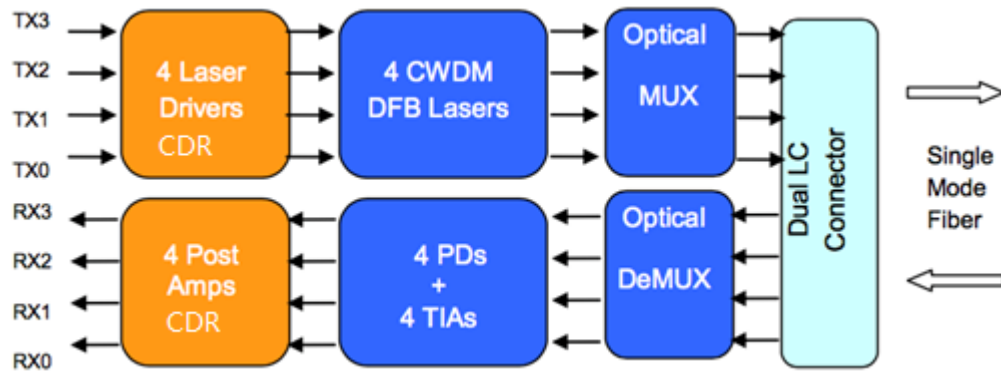 TX3
TX2
TX1
TX0
4 Laser
Drivers
CDR
4 CWDM
DFB Lasers
Optical
MUX
Dual LC
Connector
Single
Mode
Fiber
RX3
RX2
RX1
RX0
4 Post
Amps
CDR
4 PDs
+
4 TIAs
Optical
DeMUX